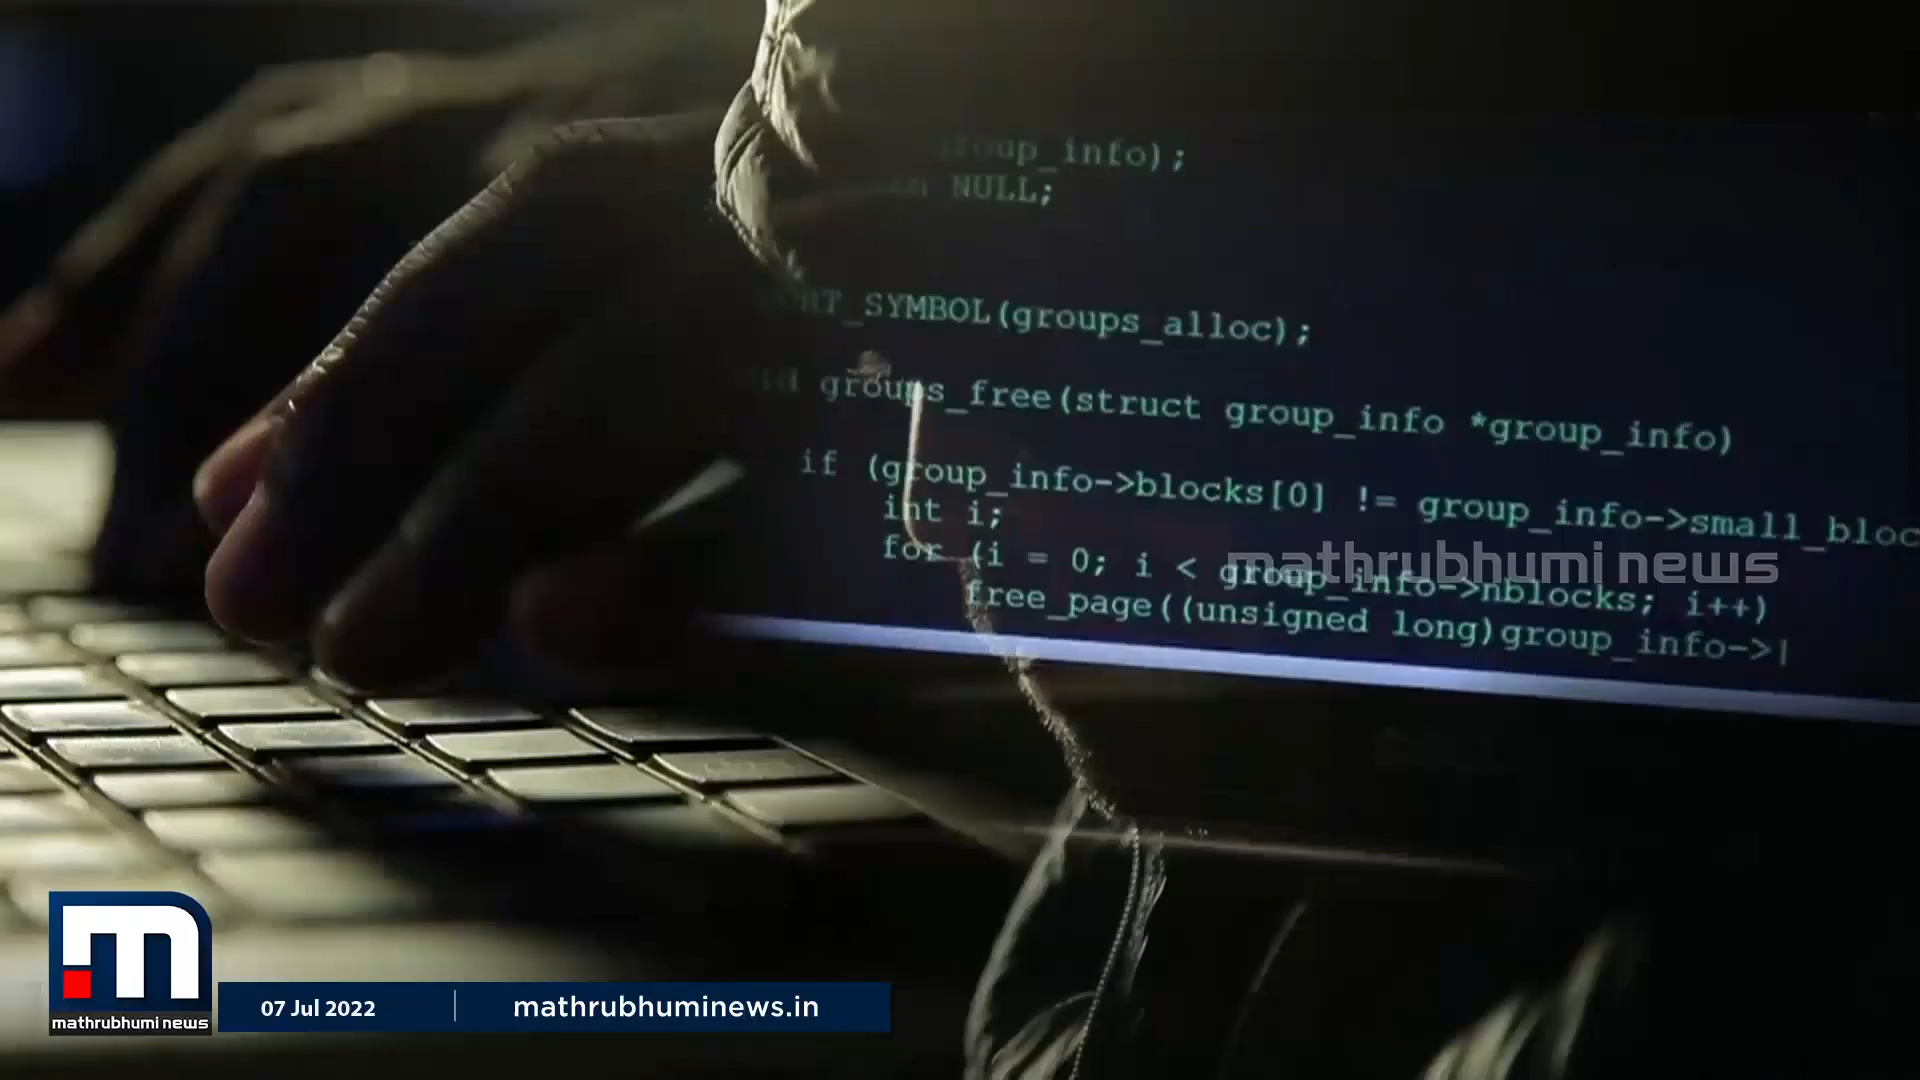 group_info);
NULL;
_SYMBOL(groups_alloc);
groups_free(struct group_info *group_info)
if (group_info->blocks[0] != group_info->small_bloc
int i;
for (i = 0; i < group_info->nblocks; i++)
free_page((unsigned long)group_info->
mathrubhumi news
mathrubhumi news
07 Jul 2022
mathrubhuminews.in